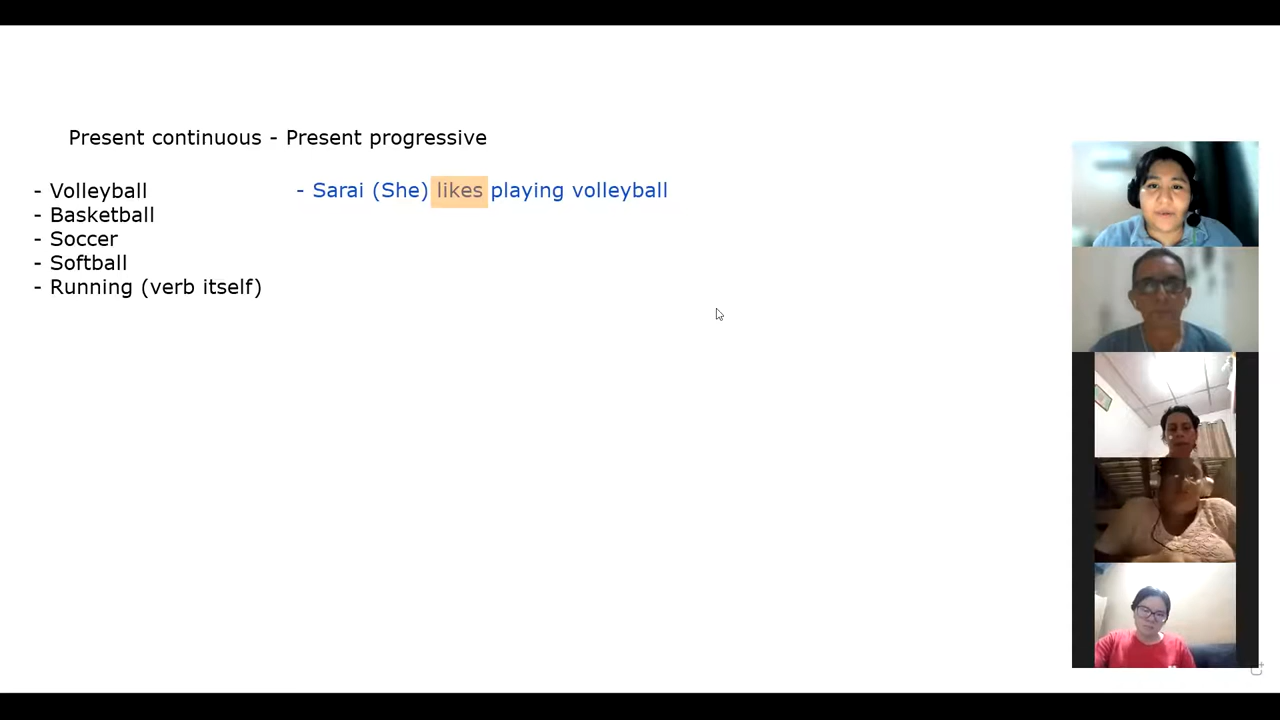 Present continuous - Present progressive
- Volleyball
- Basketball
- Soccer
- Softball
- Running (verb itself)
- Sarai (She) likes playing volleyball